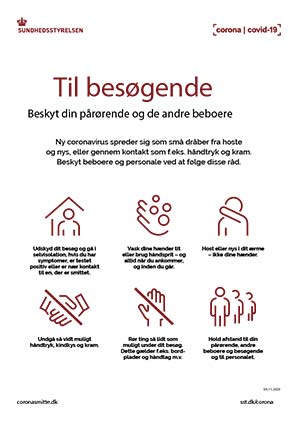 SUNDHEDSSTYRELSEN
[corona | covid-19]
Til besøgende
Beskyt din pårørende og de andre beboere
Ny coronavirus spreder sig som små dråber fra hoste
og nys, eller gennem kontakt som f.eks. håndtryk og kram.
Beskyt beboere og personale ved at følge disse råd.
Udskyd dit besøg og gå i
selvisolation, hvis du har
symptomer, er testet
positiv eller er nær kontakt
til en, der er smittet.
Vask dine hænder tit
eller brug håndsprit – og
altid når du ankommer,
og inden du går.
Host eller nys i dit ærme
– ikke dine hænder.
Undgå så vidt muligt
håndtryk, kindkys og kram.
Rør ting så lidt som
muligt under dit besøg.
Dette gælder f.eks. bord-
plader og håndtag m.v.
Hold afstand til din
pårørende, andre
beboere og besøgende
og til personalet.
coronasmitte.dk
sst.dk/corona